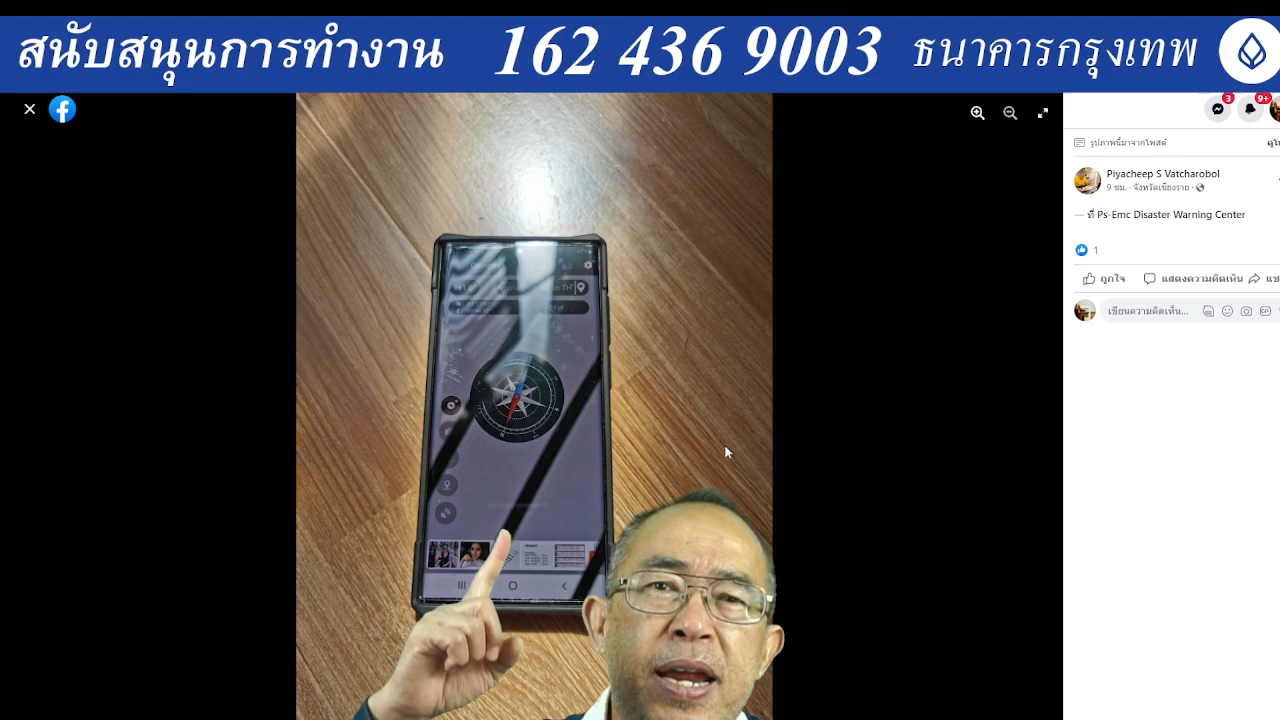 สนับสนุนการทำงาน 162 436 9003 ธนาคารกรุงเทพ
3 9+
รูปภาพนี้มาจากโพสต์
Piyacheep S Vatcharobol
9 ชม. · จังหวัดเชียงราย ·
— ที่ Ps-Emc Disaster Warning Center
1
ถูกใจ แสดงความคิดเห็น
เขียนความคิดเห็น...